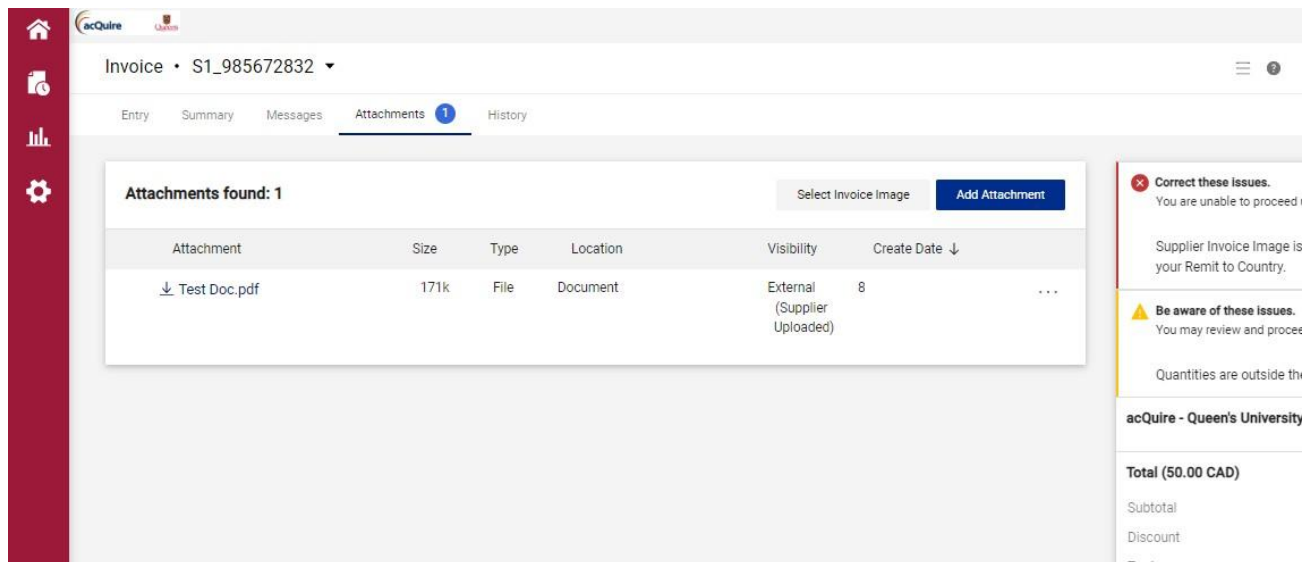 acQuire Queen's
Invoice • S1_985672832
Entry Summary Messages Attachments 1 History
Attachments found: 1 Select Invoice Image Add Attachment
Attachment Size Type Location Visibility Create Date ↓
Test Doc.pdf 171k File Document External 8 ...
(Supplier
Uploaded)
Correct these issues.
You are unable to proceed
Supplier Invoice Image is
your Remit to Country.
Be aware of these issues.
You may review and procee
Quantities are outside the
acQuire - Queen's University
Total (50.00 CAD)
Subtotal
Discount